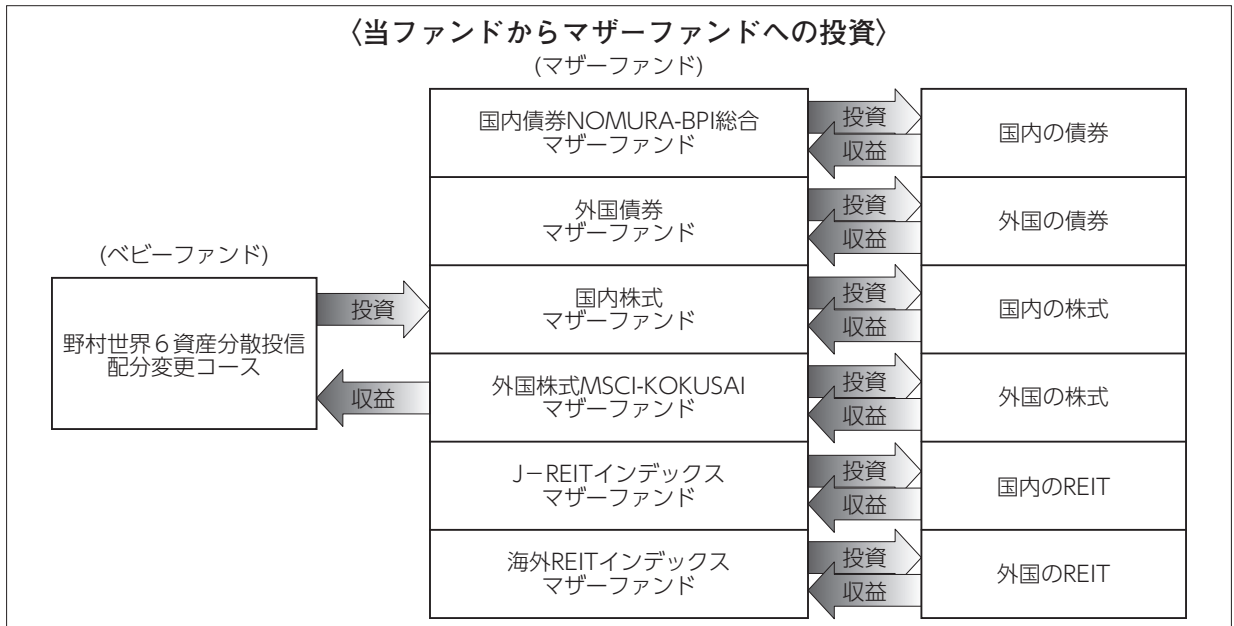 〈当ファンドからマザーファンドへの投資〉
(マザーファンド)
(ベビーファンド)
野村世界６資産分散投信
配分変更コース
投資
収益
国内債券NOMURA-BPI総合
マザーファンド
投資
収益
国内の債券
外国債券
マザーファンド
投資
収益
外国の債券
国内株式
マザーファンド
投資
収益
国内の株式
外国株式MSCI-KOKUSAI
マザーファンド
投資
収益
外国の株式
J－REITインデックス
マザーファンド
投資
収益
国内のREIT
海外REITインデックス
マザーファンド
投資
収益
外国のREIT